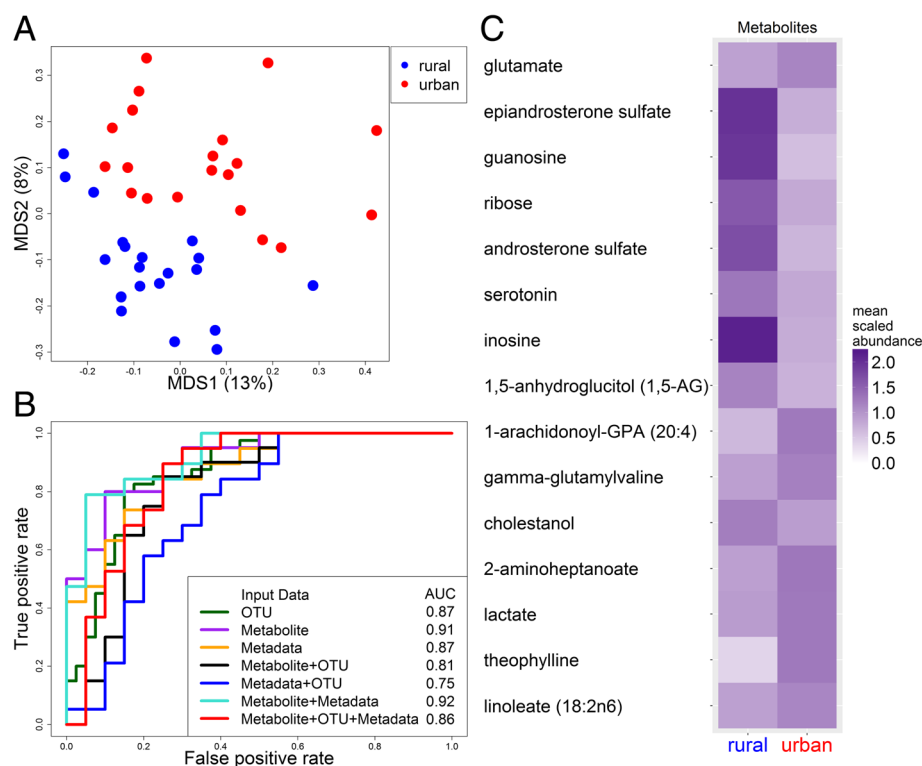 A
rural
urban
MDS2 (8%)
0.3
0.2
0.1
0.0
-0.1
-0.2
-0.3
-0.2
-0.1
0.0
0.1
0.2
0.3
0.4
MDS1 (13%)
B
True positive rate
1.0
0.8
0.6
0.4
0.2
0.0
Input Data AUC
OTU 0.87
Metabolite 0.91
Metadata 0.87
Metabolite+OTU 0.81
Metadata+OTU 0.75
Metabolite+Metadata 0.92
Metabolite+OTU+Metadata 0.86
0.0
0.2
0.4
0.6
0.8
1.0
False positive rate
C
Metabolites
glutamate
epiandrosterone sulfate
guanosine
ribose
androsterone sulfate
serotonin
inosine
1,5-anhydroglucitol (1,5-AG)
1-arachidonoyl-GPA (20:4)
gamma-glutamylvaline
cholestanol
2-aminoheptanoate
lactate
theophylline
linoleate (18:2n6)
rural
urban
mean
scaled
abundance
2.0
1.5
1.0
0.5
0.0